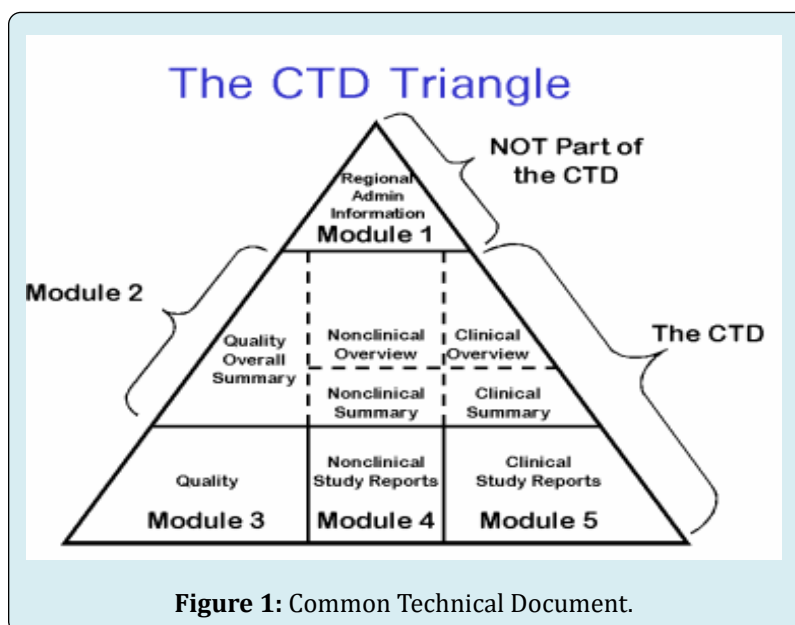 The CTD Triangle
NOT Part of
the CTD
Regional
Admin
Information
Module 1
Module 2
The CTD
Quality
Overall
Summary
Nonclinical
Overview
Clinical
Overview
Nonclinical
Summary
Clinical
Summary
Quality
Module 3
Nonclinical
Study Reports
Module 4
Clinical
Study Reports
Module 5
Figure 1: Common Technical Document.